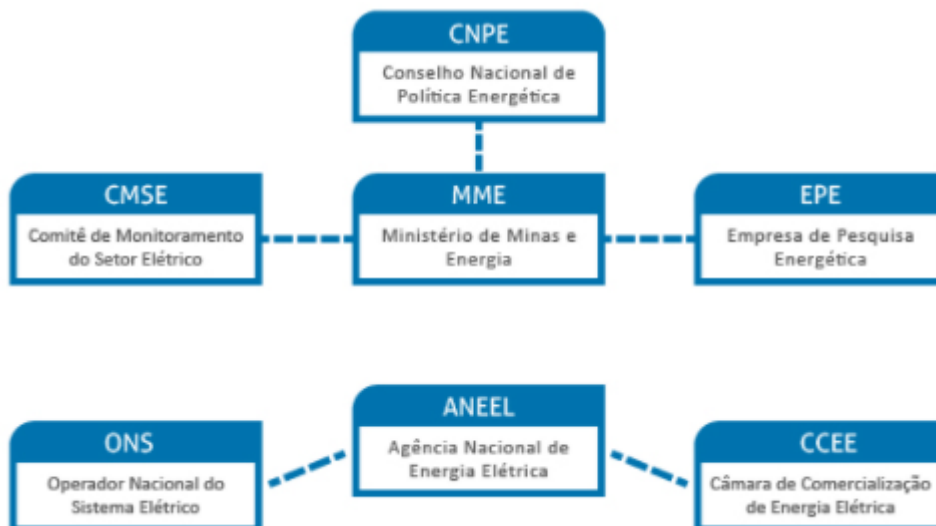 CNPE
Conselho Nacional de
Política Energética
CMSE
Comitê de Monitoramento
do Setor Elétrico
MME
Ministério de Minas e
Energia
EPE
Empresa de Pesquisa
Energética
ONS
Operador Nacional do
Sistema Elétrico
ANEEL
Agência Nacional de
Energia Elétrica
CCEE
Câmara de Comercialização
de Energia Elétrica